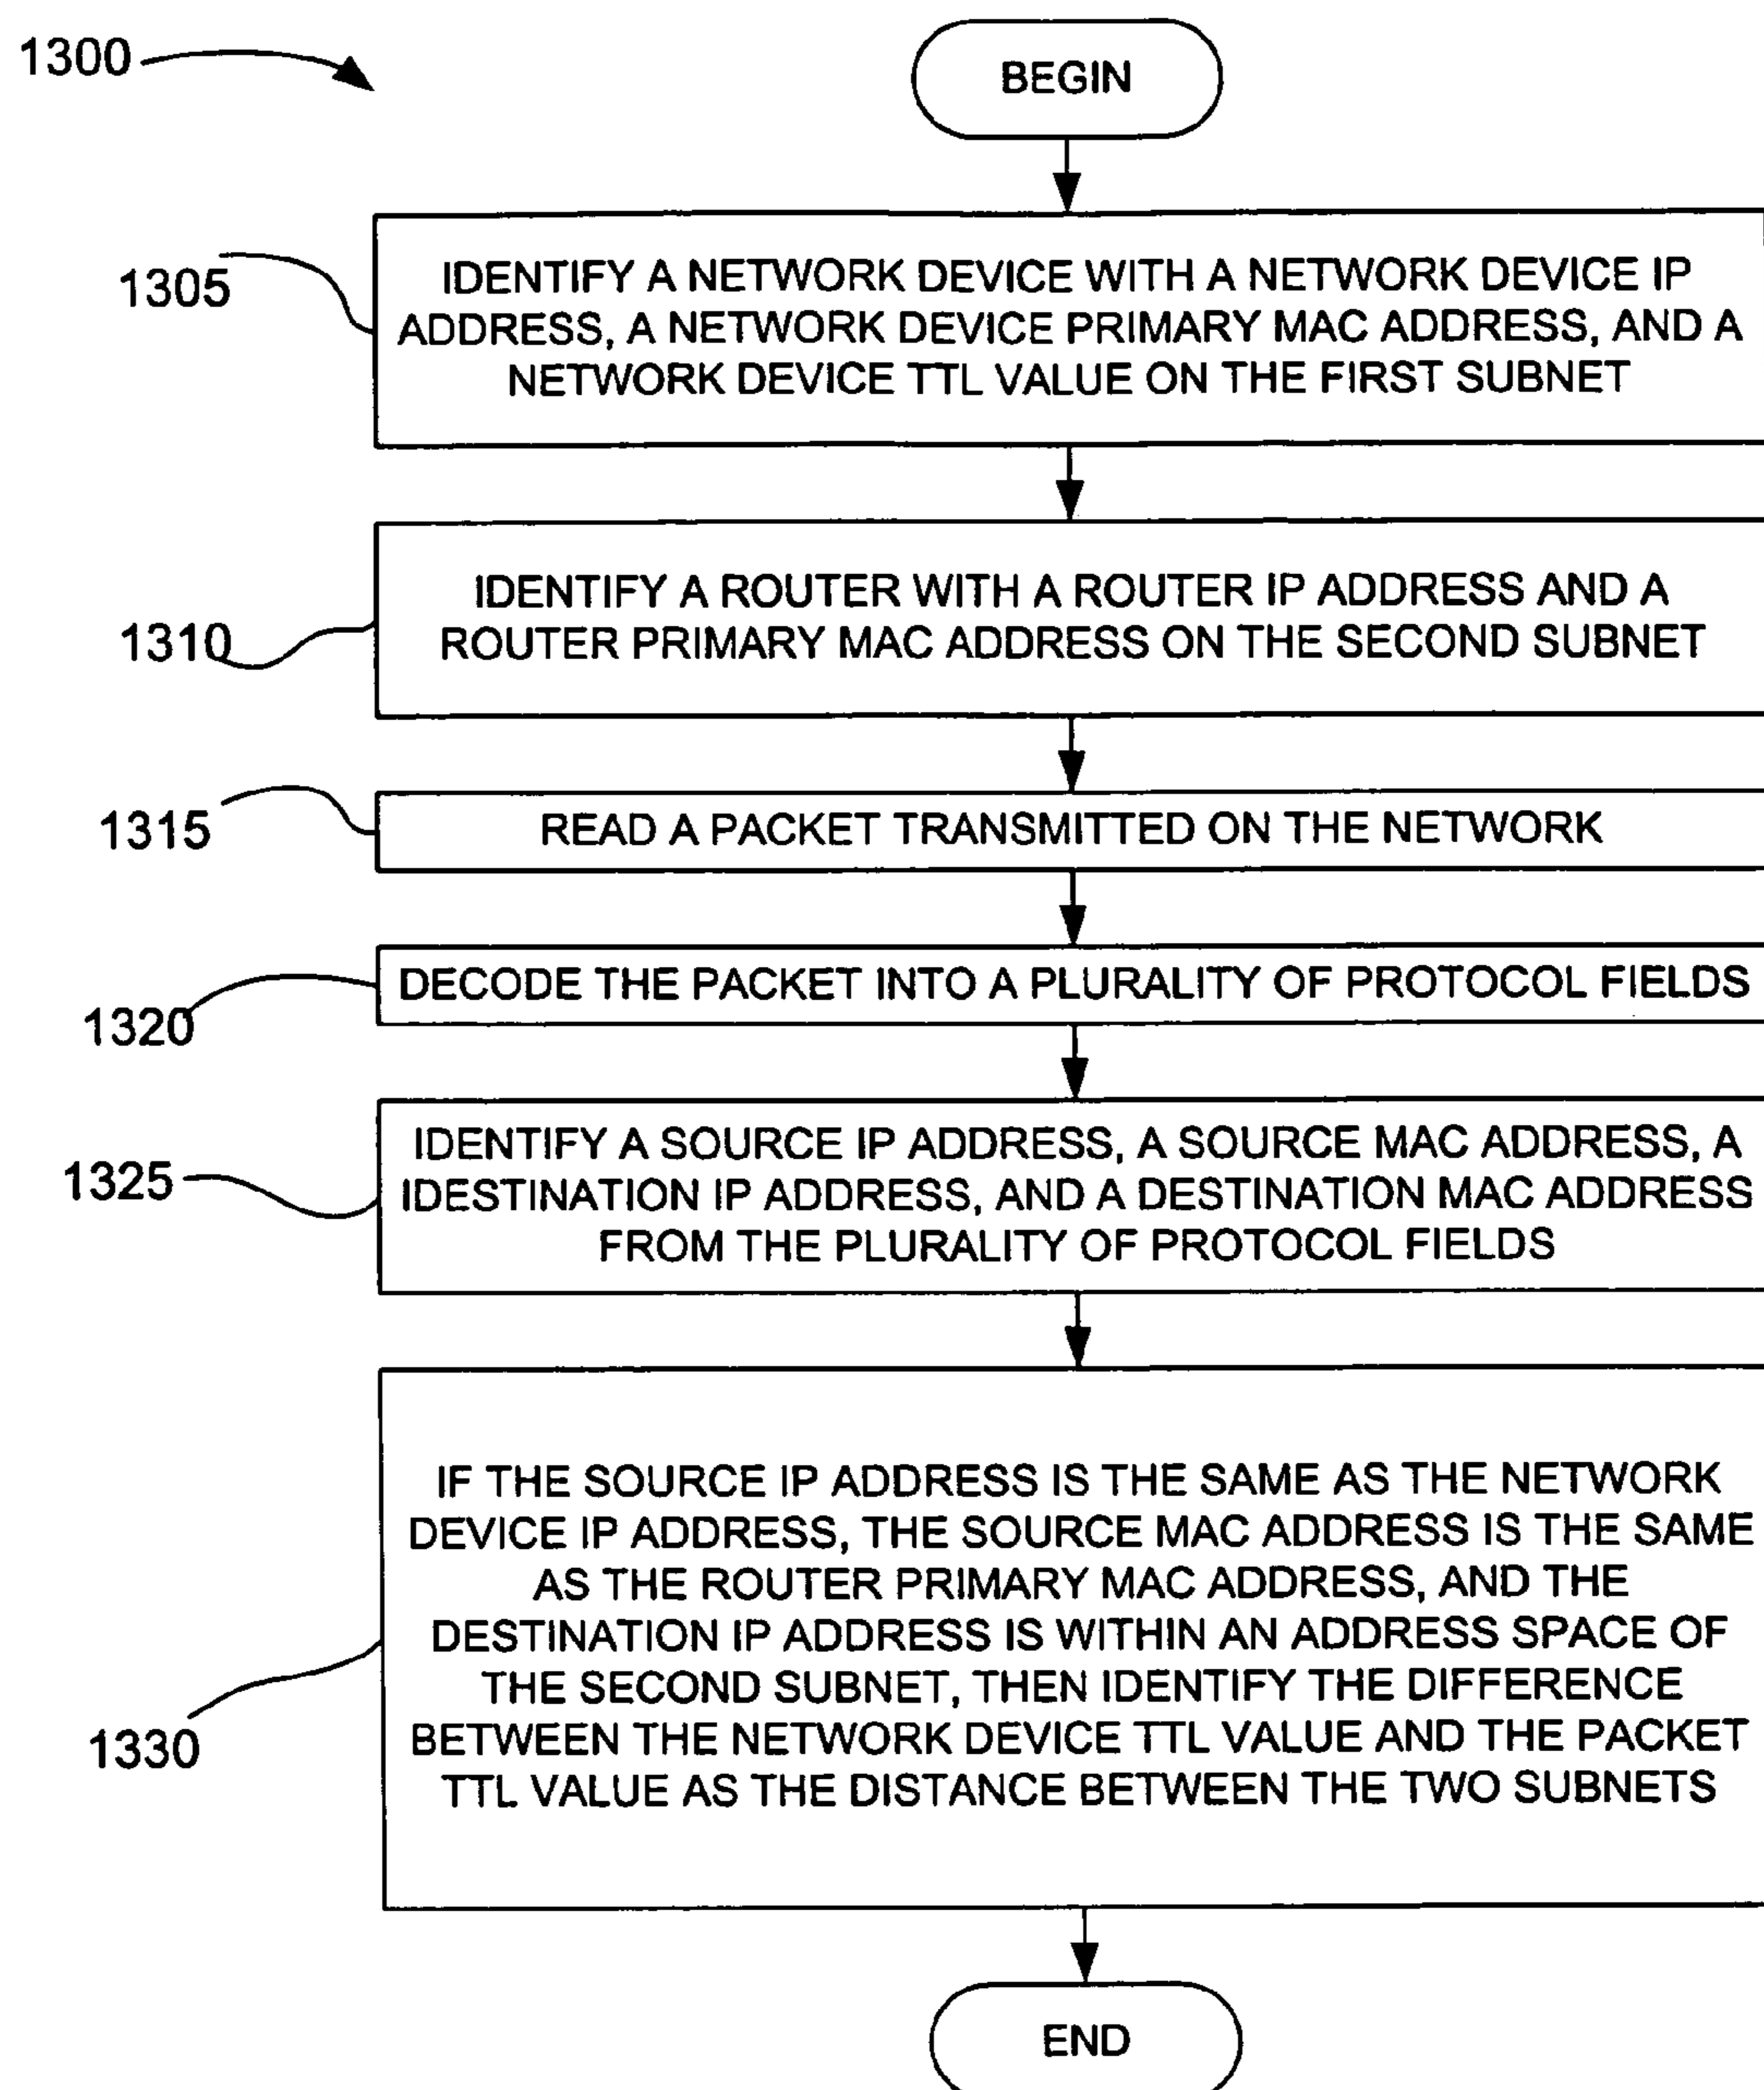 1300
BEGIN
1305
IDENTIFY A NETWORK DEVICE WITH A NETWORK DEVICE IP
ADDRESS, A NETWORK DEVICE PRIMARY MAC ADDRESS, AND A
NETWORK DEVICE TTL VALUE ON THE FIRST SUBNET
1310
IDENTIFY A ROUTER WITH A ROUTER IP ADDRESS AND A
ROUTER PRIMARY MAC ADDRESS ON THE SECOND SUBNET
1315
READ A PACKET TRANSMITTED ON THE NETWORK
1320
DECODE THE PACKET INTO A PLURALITY OF PROTOCOL FIELDS
1325
IDENTIFY A SOURCE IP ADDRESS, A SOURCE MAC ADDRESS, A
IDESTINATION IP ADDRESS, AND A DESTINATION MAC ADDRESS
FROM THE PLURALITY OF PROTOCOL FIELDS
1330
IF THE SOURCE IP ADDRESS IS THE SAME AS THE NETWORK
DEVICE IP ADDRESS, THE SOURCE MAC ADDRESS IS THE SAME
AS THE ROUTER PRIMARY MAC ADDRESS, AND THE
DESTINATION IP ADDRESS IS WITHIN AN ADDRESS SPACE OF
THE SECOND SUBNET, THEN IDENTIFY THE DIFFERENCE
BETWEEN THE NETWORK DEVICE TTL VALUE AND THE PACKET
TTL VALUE AS THE DISTANCE BETWEEN THE TWO SUBNETS
END